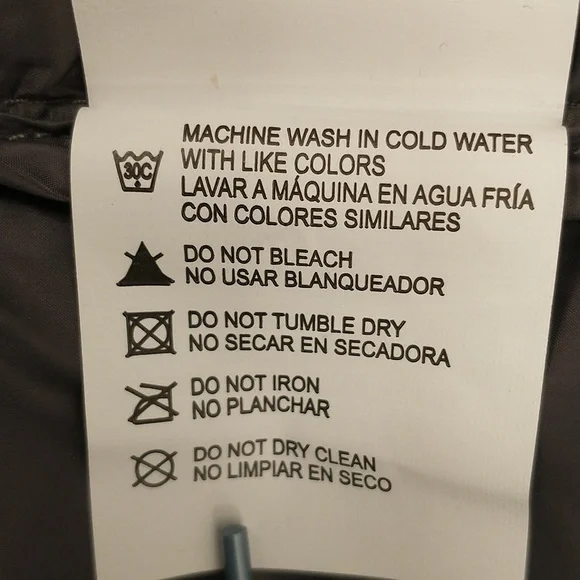 30C
MACHINE WASH IN COLD WATER
WITH LIKE COLORS
LAVAR A MÁQUINA EN AGUA FRÍA
CON COLORES SIMILARES
DO NOT BLEACH
NO USAR BLANQUEADOR
DO NOT TUMBLE DRY
NO SECAR EN SECADORA
DO NOT IRON
NO PLANCHAR
DO NOT DRY CLEAN
NO LIMPIAR EN SECO